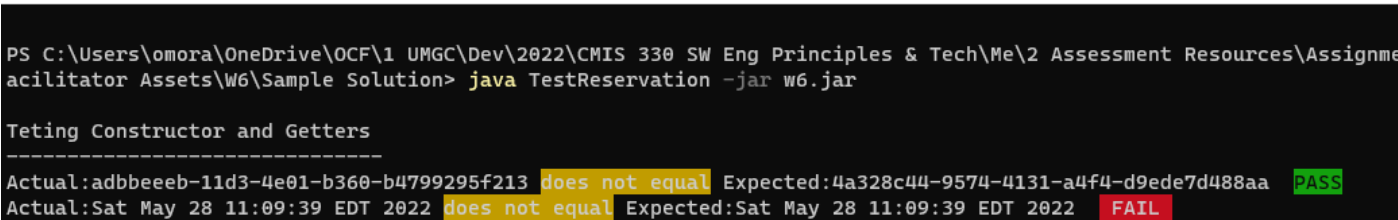 PS C:\Users\omora\OneDrive\OCF\1 UMGC\Dev\2022\CMIS 330 SW Eng Principles & Tech\Me\2 Assessment Resources\Assignme
acilitator Assets\W6\Sample Solution> java TestReservation -jar w6.jar
Teting Constructor and Getters
-------------------------------
Actual:adbbeeeb-11d3-4e01-b360-b4799295f213 does not equal Expected:4a328c44-9574-4131-a4f4-d9ede7d488aa PASS
Actual:Sat May 28 11:09:39 EDT 2022 does not equal Expected:Sat May 28 11:09:39 EDT 2022 FAIL